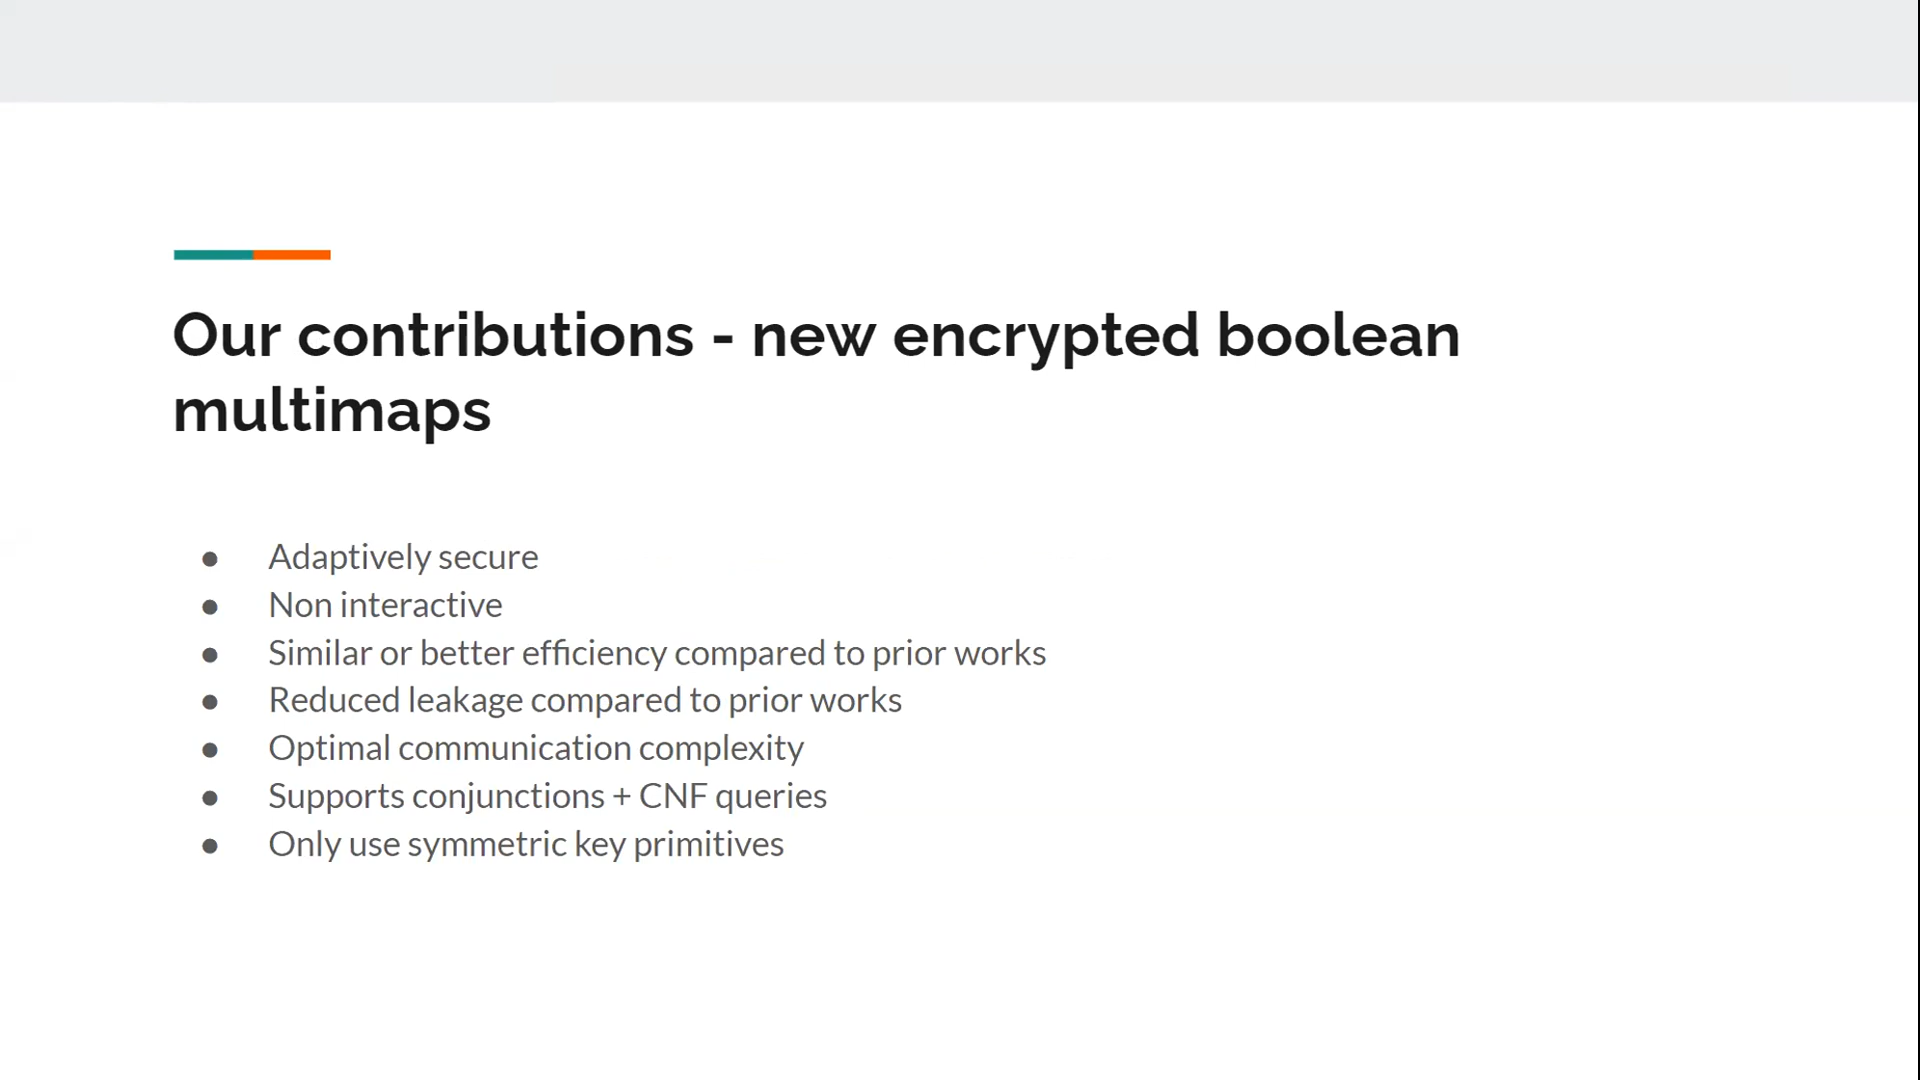 Our contributions - new encrypted boolean
multimaps
● Adaptively secure
● Non interactive
● Similar or better efficiency compared to prior works
● Reduced leakage compared to prior works
● Optimal communication complexity
● Supports conjunctions + CNF queries
● Only use symmetric key primitives